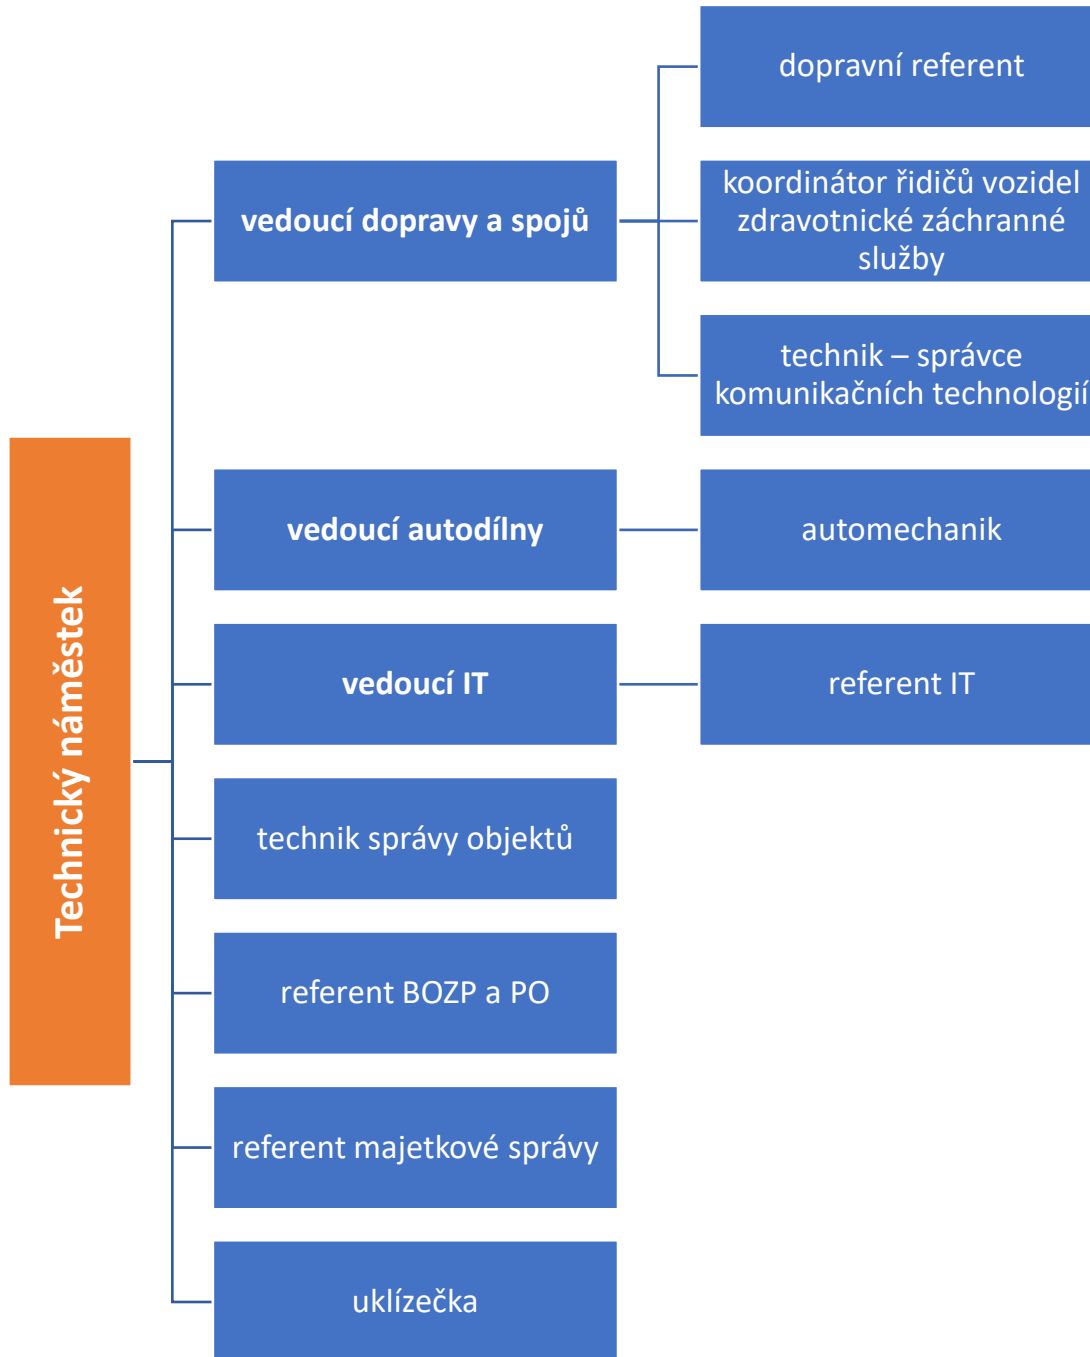 Technický náměstek
vedoucí dopravy a spojů
dopravní referent
koordinátor řidičů vozidel
zdravotnické záchranné
služby
technik – správce
komunikačních technologií
vedoucí autodílny
automechanik
vedoucí IT
referent IT
technik správy objektů
referent BOZP a PO
referent majetkové správy
uklízečka